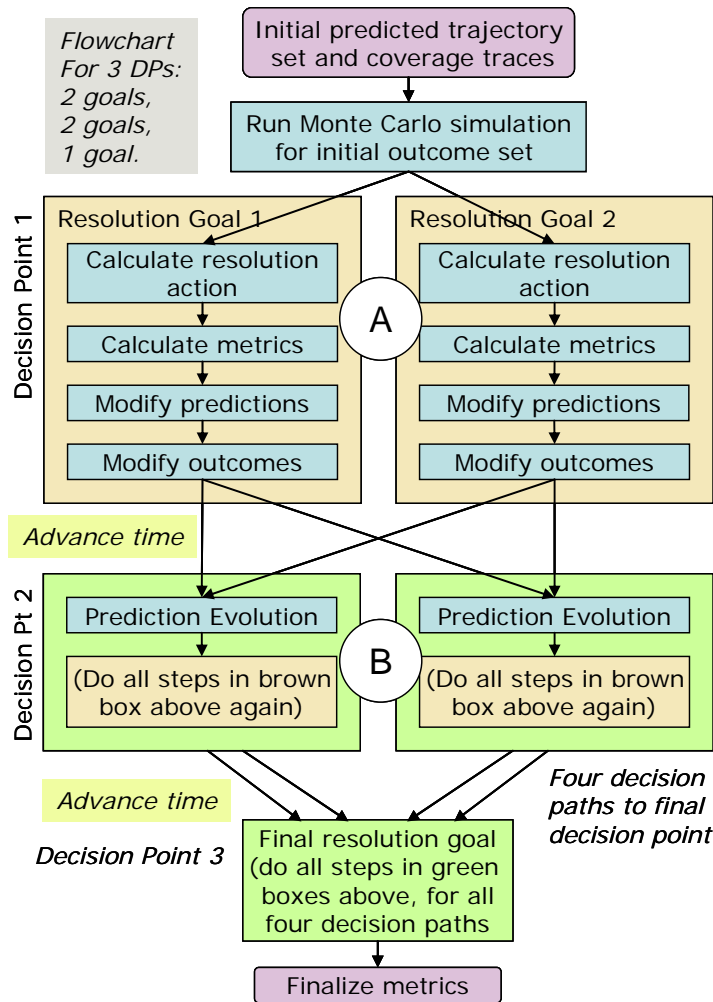 Flowchart
For 3 DPs:
2 goals,
2 goals,
1 goal.
Initial predicted trajectory
set and coverage traces
Run Monte Carlo simulation
for initial outcome set
Decision Point 1
Resolution Goal 1
Calculate resolution
action
Calculate metrics
Modify predictions
Modify outcomes
A
Resolution Goal 2
Calculate resolution
action
Calculate metrics
Modify predictions
Modify outcomes
Advance time
Decision Pt 2
Prediction Evolution
(Do all steps in brown
box above again)
B
Prediction Evolution
(Do all steps in brown
box above again)
Advance time
Four decision
paths to final
decision point
Decision Point 3
Final resolution goal
(do all steps in green
boxes above, for all
four decision paths
Finalize metrics